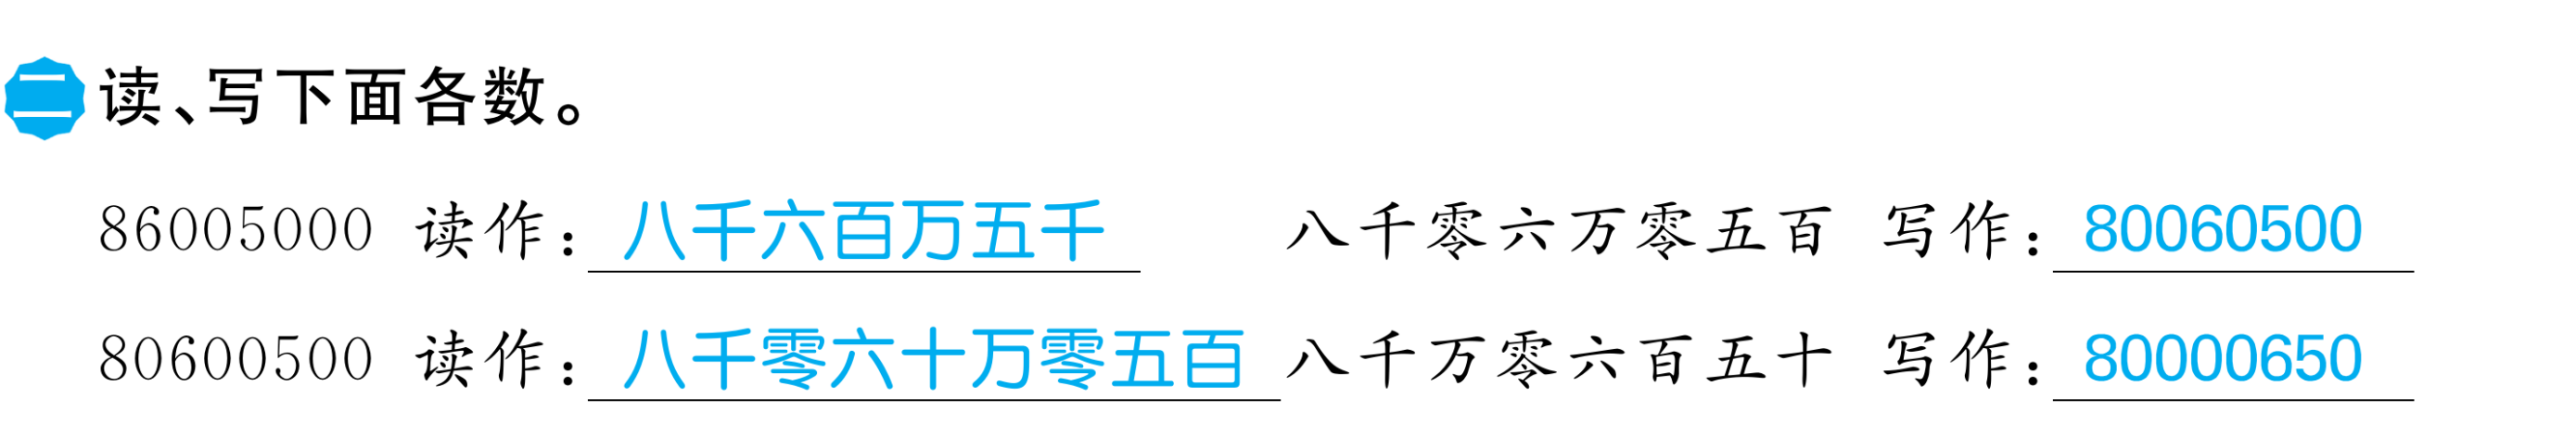 二 读、写下面各数。
86005000 读作：八千六百万五千 八千零六万零五百 写作：80060500
80600500 读作：八千零六十万零五百 八千万零六百五十 写作：80000650